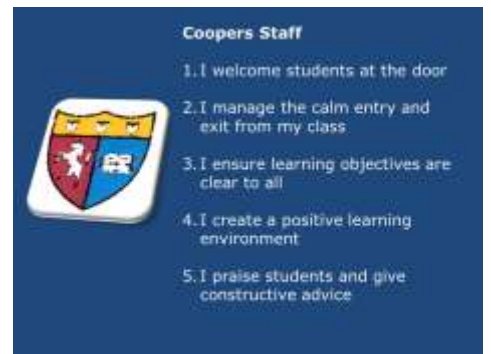 Coopers Staff
1. I welcome students at the door
2. I manage the calm entry and
exit from my class
3. I ensure learning objectives are
clear to all
4. I create a positive learning
environment
5. I praise students and give
constructive advice